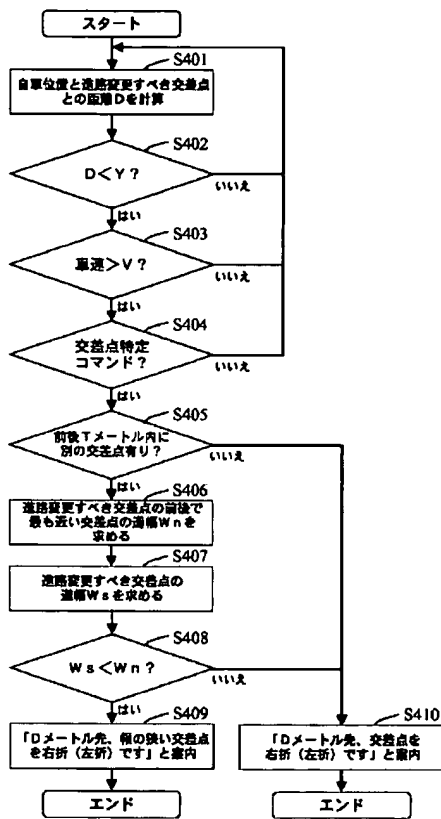 スタート
S401
自車位置と進路変更すべき交差点
との距離Dを計算
S402
D<Y?
いいえ
はい
S403
車速>V?
いいえ
はい
S404
交差点特定
コマンド?
いいえ
はい
S405
前後Tメートル内に
別の交差点有り?
いいえ
はい
S406
進路変更すべき交差点の前後で
最も近い交差点の道幅Wnを
求める
S407
進路変更すべき交差点の
道幅Wsを求める
S408
Ws<Wn?
いいえ
はい
S409
「Dメートル先、幅の狭い交差点
を右折(左折)です」と案内
エンド
S410
「Dメートル先、交差点を
右折(左折)です」と案内
エンド